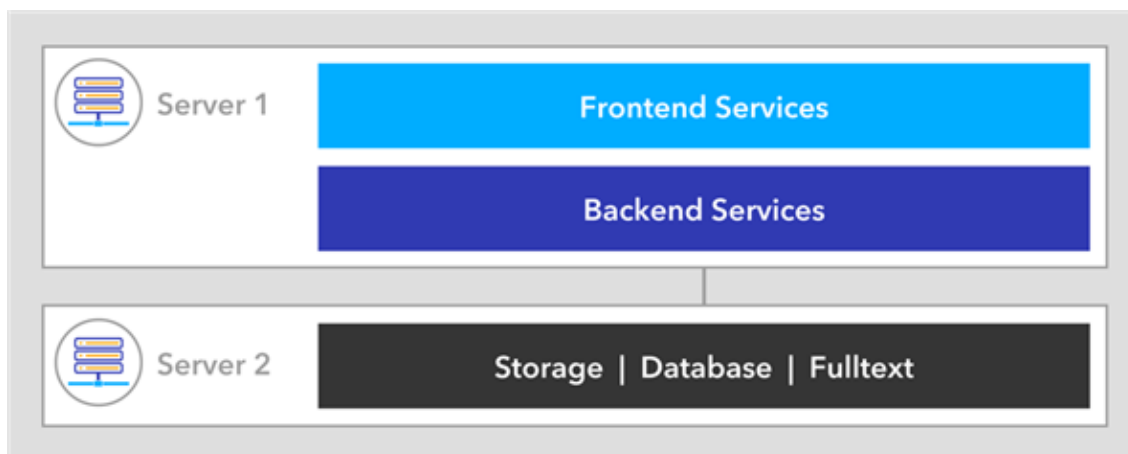 Server 1
Frontend Services
Backend Services
Server 2
Storage | Database | Fulltext